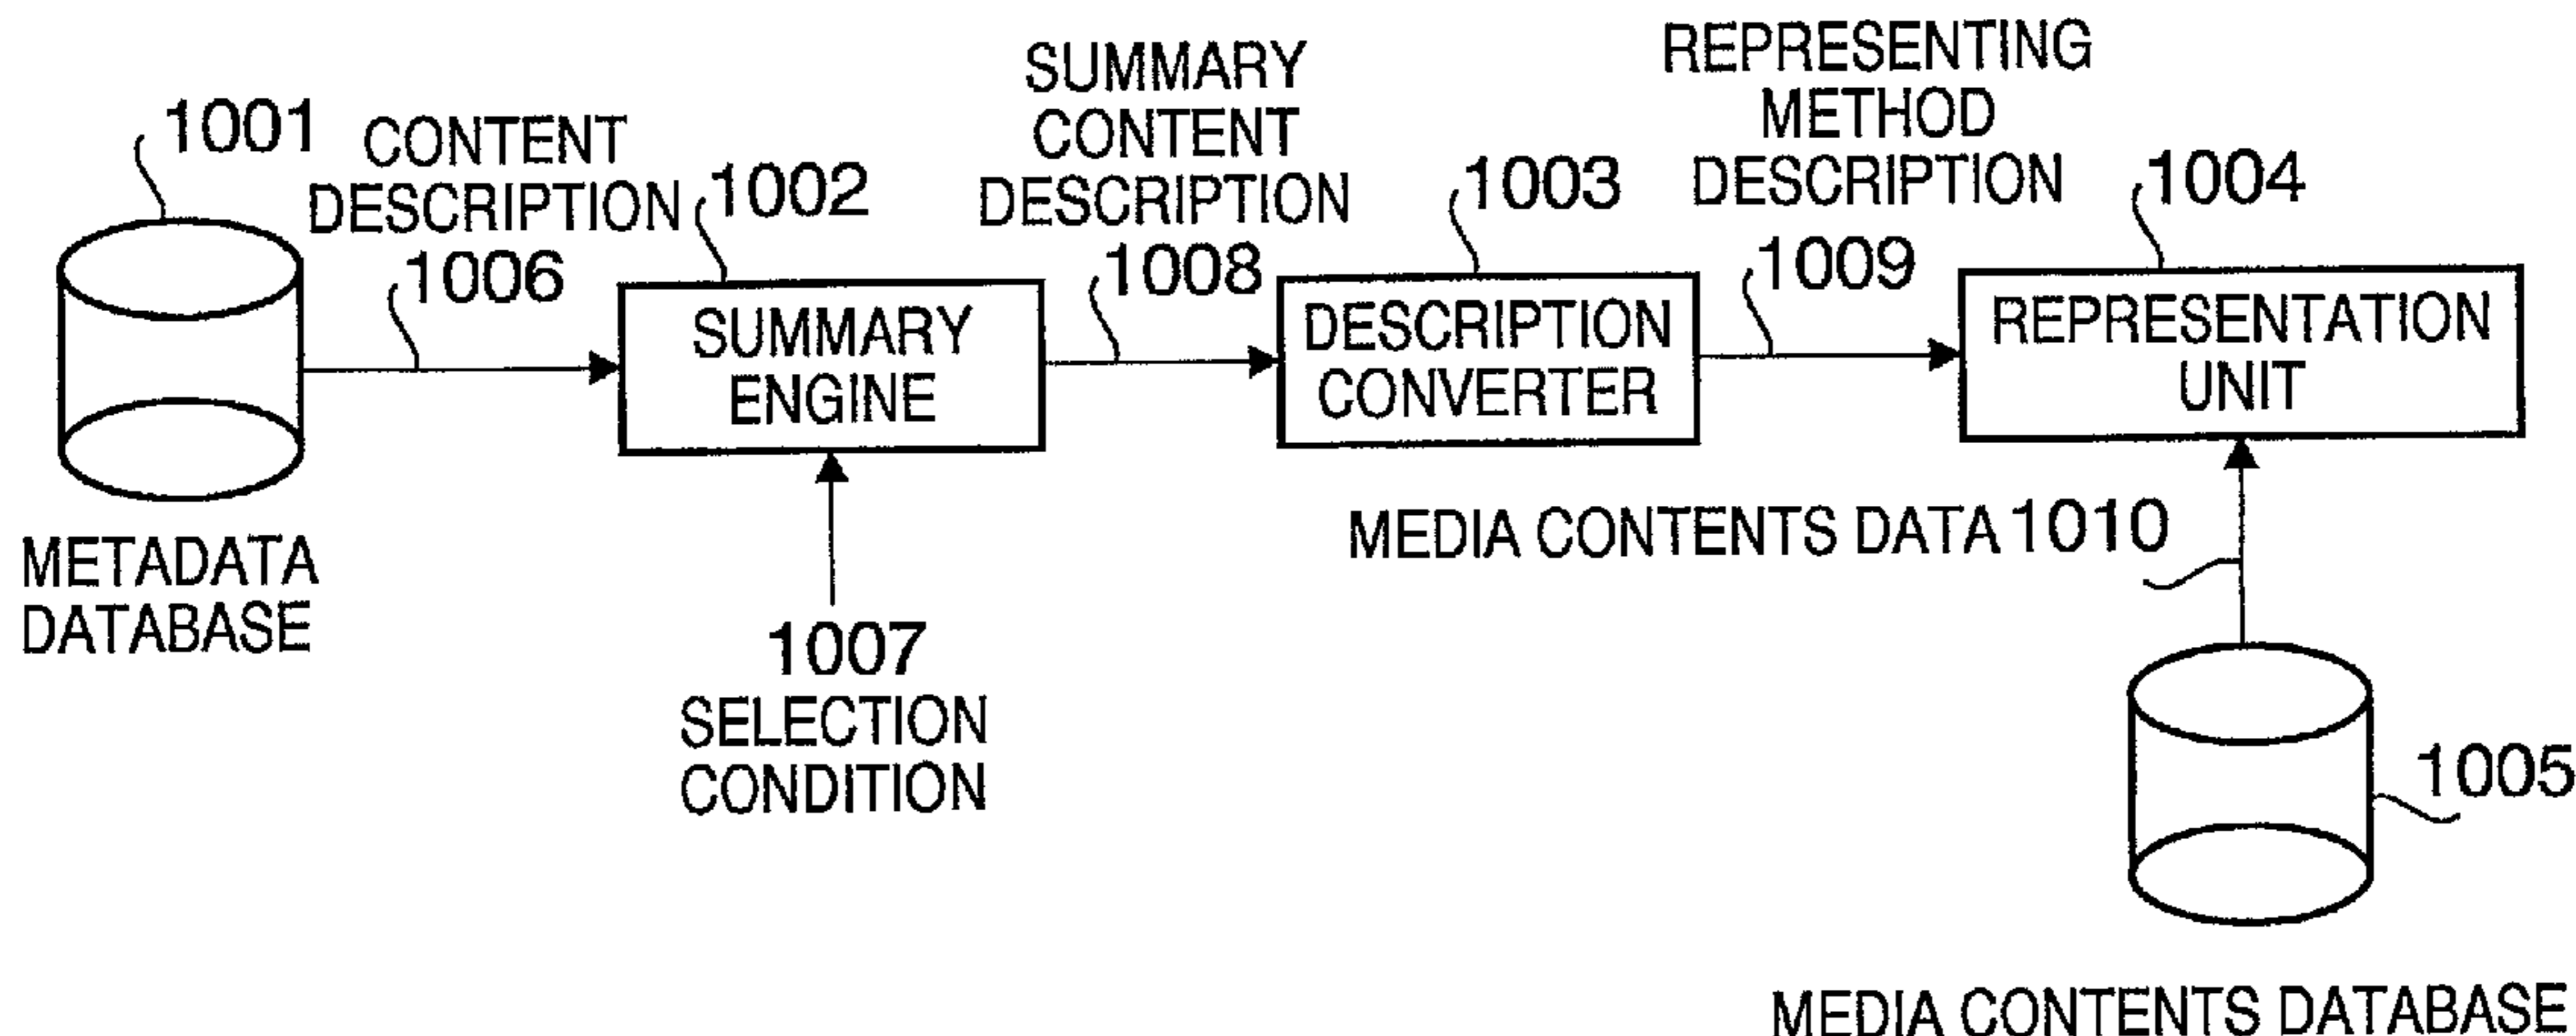 1001
CONTENT
DESCRIPTION
1006
METADATA
DATABASE
1002
SUMMARY
ENGINE
1007
SELECTION
CONDITION
SUMMARY
CONTENT
DESCRIPTION
1008
1003
DESCRIPTION
CONVERTER
REPRESENTING
METHOD
DESCRIPTION
1009
1004
REPRESENTATION
UNIT
MEDIA CONTENTS DATA 1010
1005
MEDIA CONTENTS DATABASE